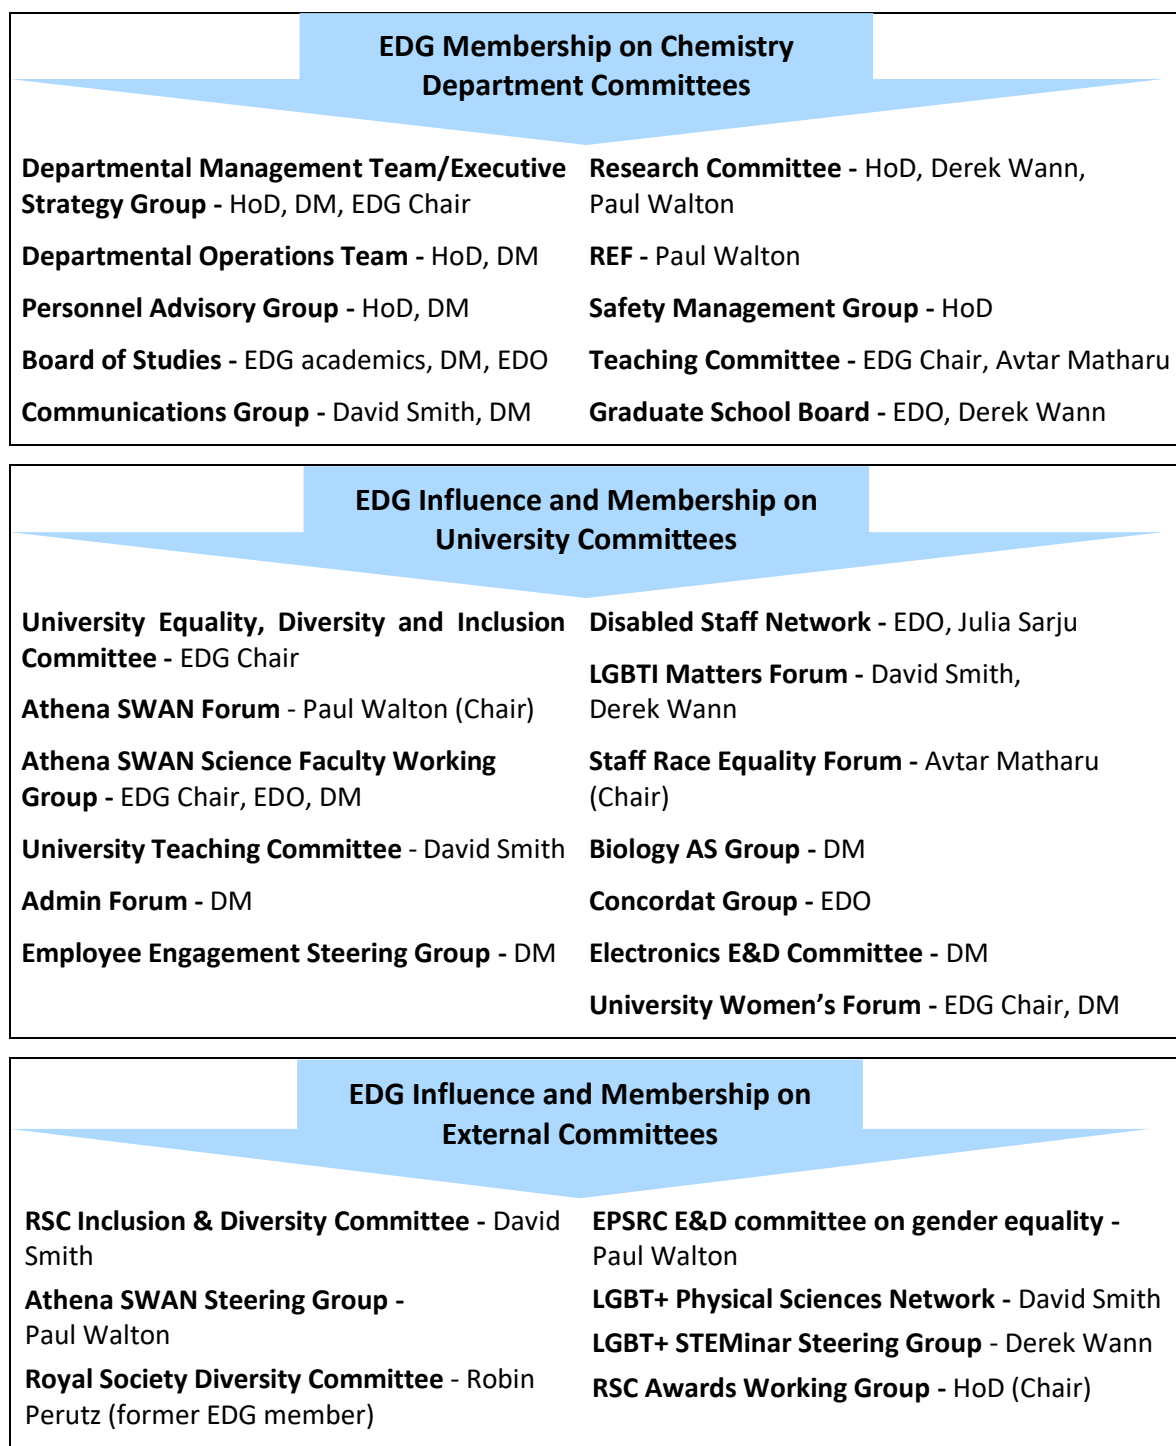 EDG Membership on Chemistry
Department Committees
Departmental Management Team/Executive
Strategy Group - HoD, DM, EDG Chair
Departmental Operations Team - HoD, DM
Personnel Advisory Group - HoD, DM
Board of Studies - EDG academics, DM, EDO
Communications Group - David Smith, DM
Research Committee - HoD, Derek Wann,
Paul Walton
REF - Paul Walton
Safety Management Group - HoD
Teaching Committee - EDG Chair, Avtar Matharu
Graduate School Board - EDO, Derek Wann
EDG Influence and Membership on
University Committees
University Equality, Diversity and Inclusion
Committee - EDG Chair
Athena SWAN Forum - Paul Walton (Chair)
Athena SWAN Science Faculty Working
Group - EDG Chair, EDO, DM
University Teaching Committee - David Smith
Admin Forum - DM
Employee Engagement Steering Group - DM
Disabled Staff Network - EDO, Julia Sarju
LGBTI Matters Forum - David Smith,
Derek Wann
Staff Race Equality Forum - Avtar Matharu
(Chair)
Biology AS Group - DM
Concordat Group - EDO
Electronics E&D Committee - DM
University Women’s Forum - EDG Chair, DM
EDG Influence and Membership on
External Committees
RSC Inclusion & Diversity Committee - David
Smith
Athena SWAN Steering Group -
Paul Walton
Royal Society Diversity Committee - Robin
Perutz (former EDG member)
EPSRC E&D committee on gender equality -
Paul Walton
LGBT+ Physical Sciences Network - David Smith
LGBT+ STEMinar Steering Group - Derek Wann
RSC Awards Working Group - HoD (Chair)